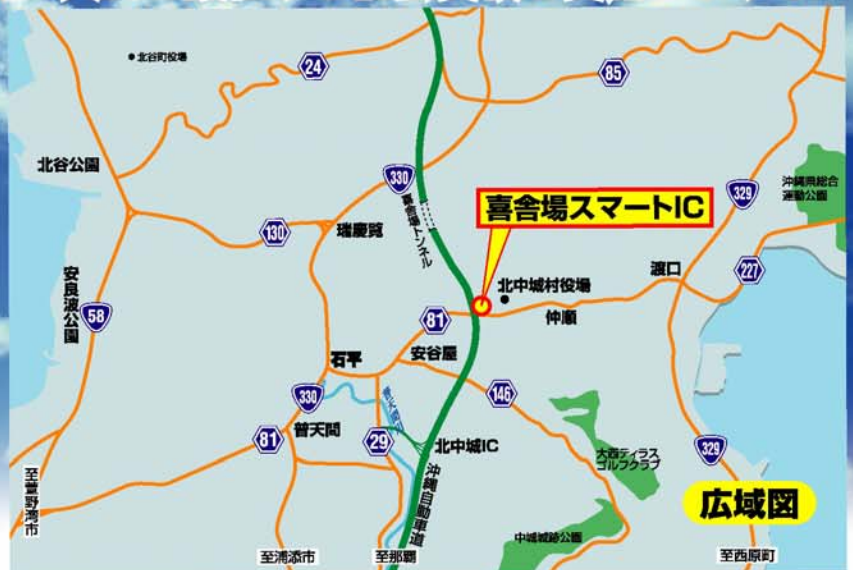 北谷町役場
24
85
北谷公園
330
喜舎場トンネル
329
沖縄県総合
運動公園
喜舎場スマートIC
130
瑞慶覧
渡口
227
安良波公園
58
北中城村役場
81
仲順
石平
安谷屋
330
146
普天間
81
29
北中城IC
大西テラス
ゴルフクラブ
329
沖縄自動車道
広域図
至宜野湾市
中城城跡公園
至浦添市
至那覇
至西原町